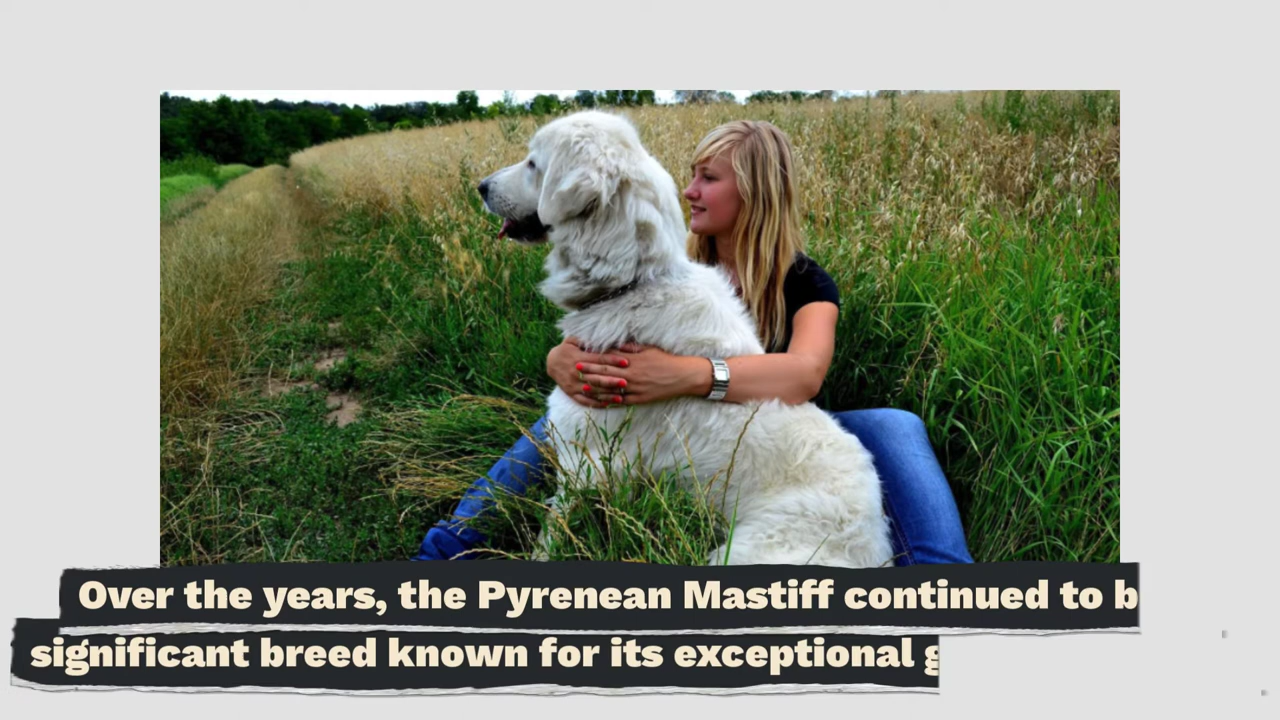 Over the years, the Pyrenean Mastiff continued to b
significant breed known for its exceptional